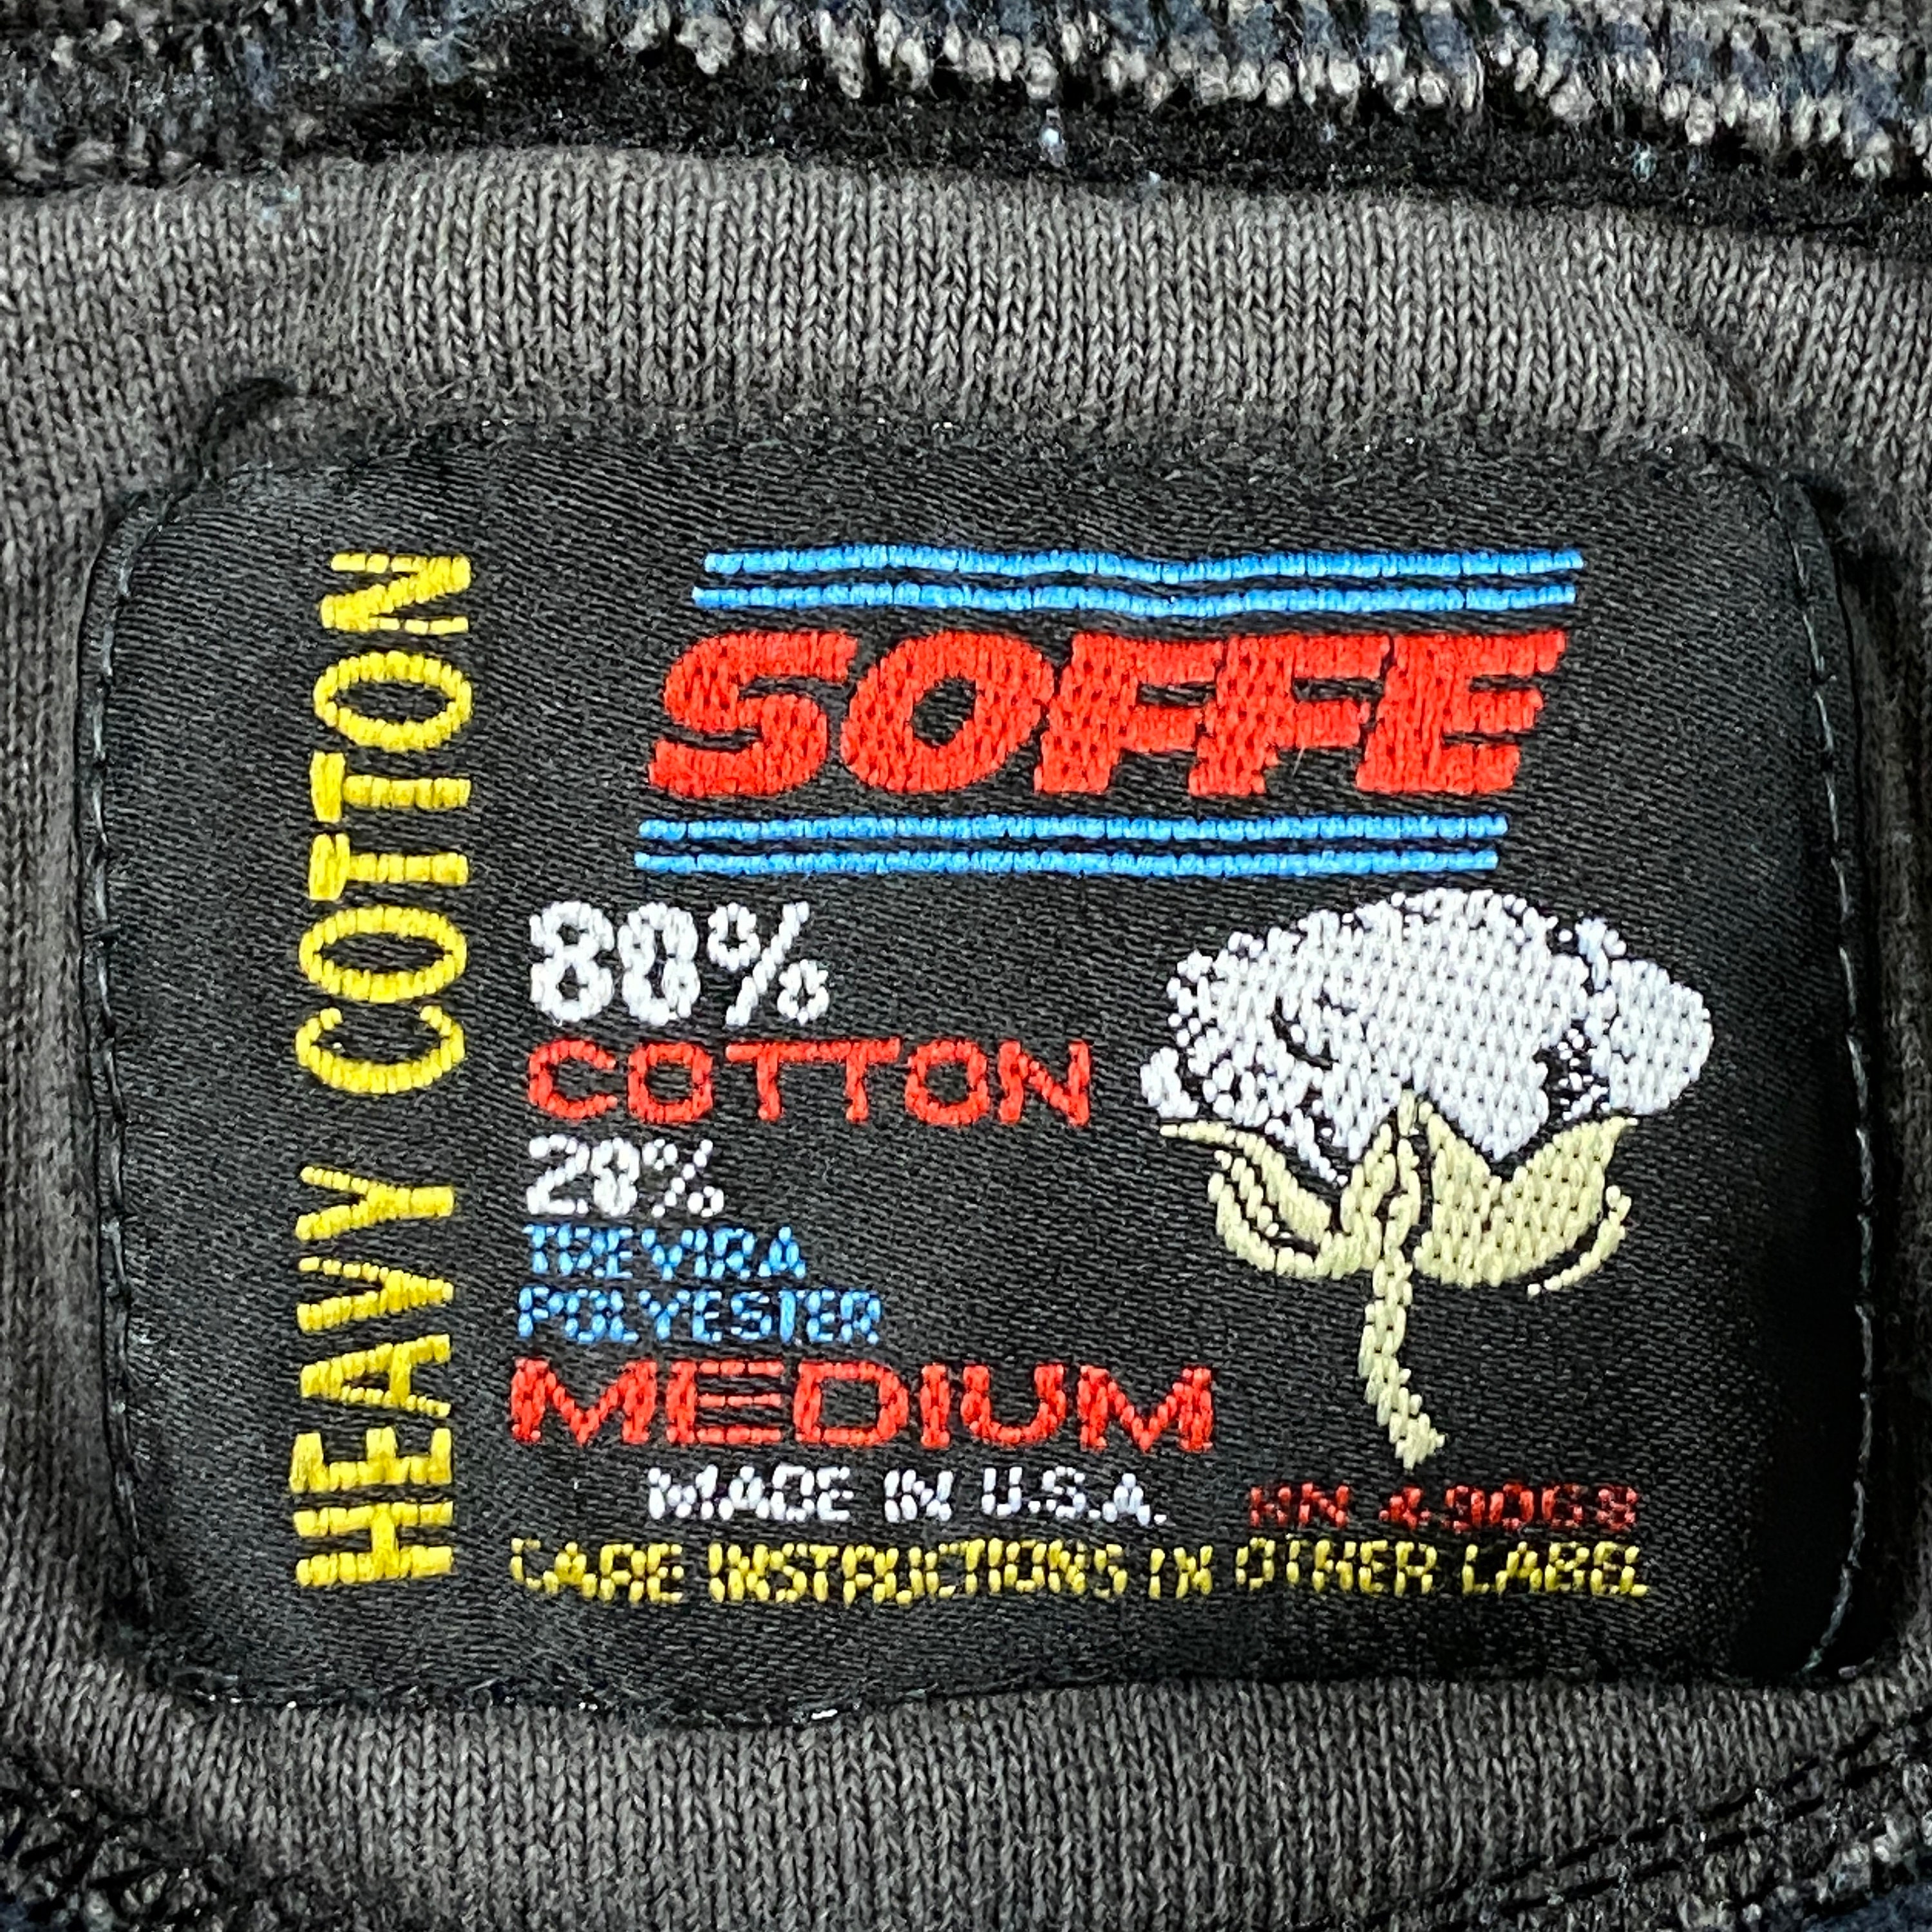 HEAVY COTTON
SOFFE
80%
COTTON
20%
TREVIRA
POLYESTER
MEDIUM
MADE IN U.S.A. RN 49068
CARE INSTRUCTIONS IN OTHER LABEL